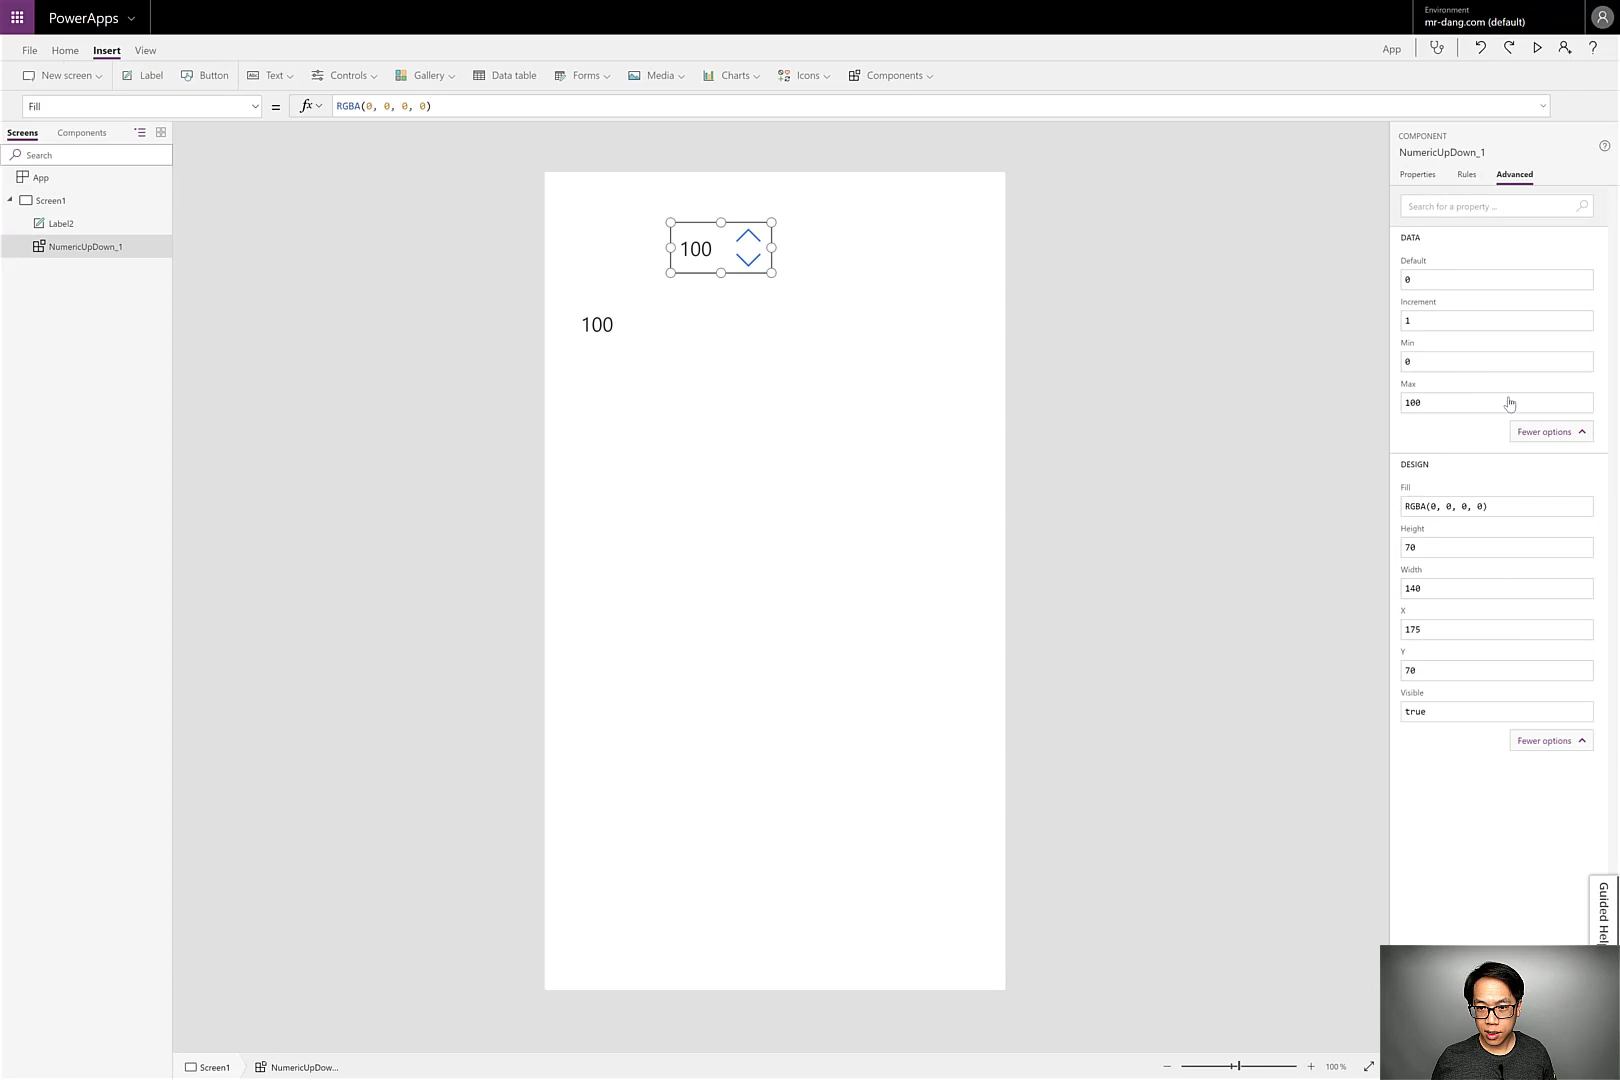 PowerApps
Environment
mr-dang.com (default)
File Home Insert View
App
?
New screen Label Button Text Controls Gallery Data table Forms Media Charts Icons Components
Fill = fx RGBA(0, 0, 0, 0)
Screens Components
Search
App
Screen1
Label2
NumericUpDown_1
100
100
COMPONENT
NumericUpDown_1
?
Properties Rules Advanced
Search for a property ...
DATA
Default
0
Increment
1
Min
0
Max
100
Fewer options
DESIGN
Fill
RGBA(0, 0, 0, 0)
Height
70
Width
140
X
175
Y
70
Visible
true
Fewer options
Guided Help
Screen1 NumericUpDow...
100 %